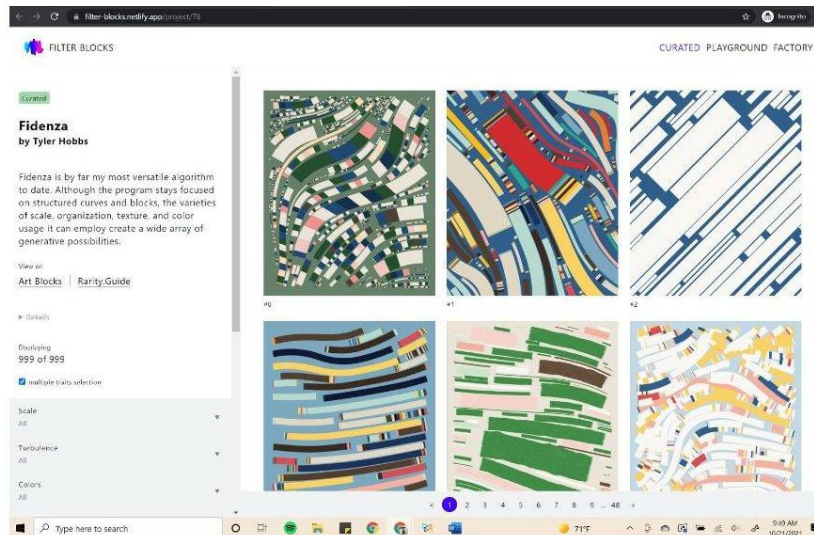 filter-blocks.netlify.app/project/78
Incognito
FILTER BLOCKS
CURATED PLAYGROUND FACTORY
Curated
Fidenza
by Tyler Hobbs
Fidenza is by far my most versatile algorithm
to date. Although the program stays focused
on structured curves and blocks, the varieties
of scale, organization, texture, and color
usage it can employ create a wide array of
generative possibilities.
View on
Art Blocks | Rarity.Guide
Details
Displaying
999 of 999
multiple traits selection
Scale
All
Turbulence
All
Colors
All
#0
#1
#2
< 1 2 3 4 5 6 7 8 9 ... 48 >
Type here to search
71°F
9:49 AM
10/21/2021